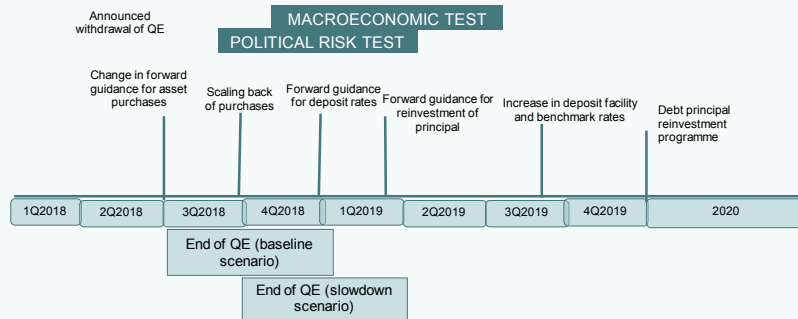 Announced
withdrawal of QE
MACROECONOMIC TEST
POLITICAL RISK TEST
Change in forward
guidance for asset
purchases
Scaling back
of purchases
Forward guidance
for deposit rates
Forward guidance for
reinvestment of
principal
Increase in deposit facility
and benchmark rates
Debt principal
reinvestment
programme
1Q2018
2Q2018
3Q2018
4Q2018
1Q2019
2Q2019
3Q2019
4Q2019
2020
End of QE (baseline
scenario)
End of QE (slowdown
scenario)